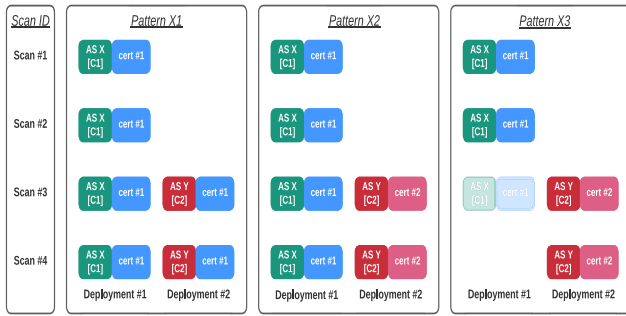 Scan ID Pattern X1 Pattern X2 Pattern X3
Scan #1 AS X [C1] cert #1 AS X [C1] cert #1 AS X [C1] cert #1
Scan #2 AS X [C1] cert #1 AS X [C1] cert #1 AS X [C1] cert #1
Scan #3 AS X [C1] cert #1 AS Y [C2] cert #1 AS X [C1] cert #1 AS Y [C2] cert #2 AS X [C1] cert #1 AS Y [C2] cert #2
Scan #4 AS X [C1] cert #1 AS Y [C2] cert #1 AS X [C1] cert #1 AS Y [C2] cert #2 AS Y [C2] cert #2
Deployment #1 Deployment #2 Deployment #1 Deployment #2 Deployment #1 Deployment #2